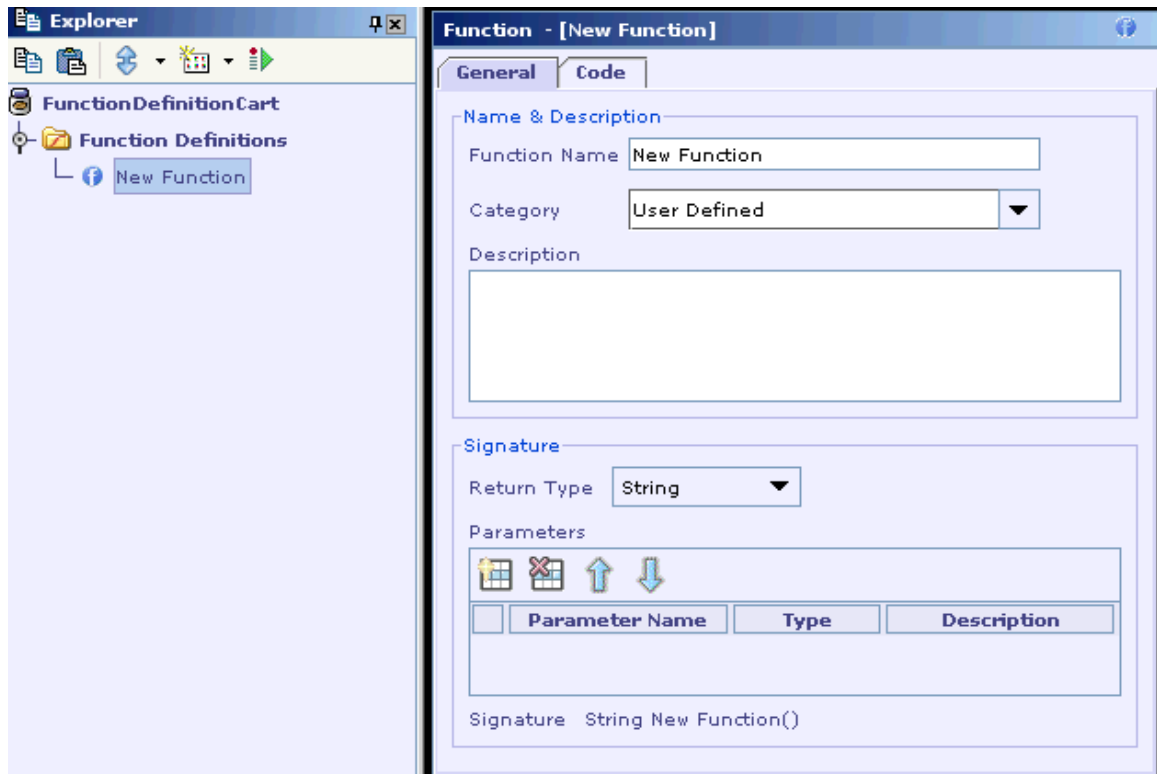 Explorer
FunctionDefinitionCart
Function Definitions
New Function
Function - [New Function]
General
Code
Name & Description
Function Name New Function
Category User Defined
Description
Signature
Return Type String
Parameters
Parameter Name Type Description
Signature String New Function()